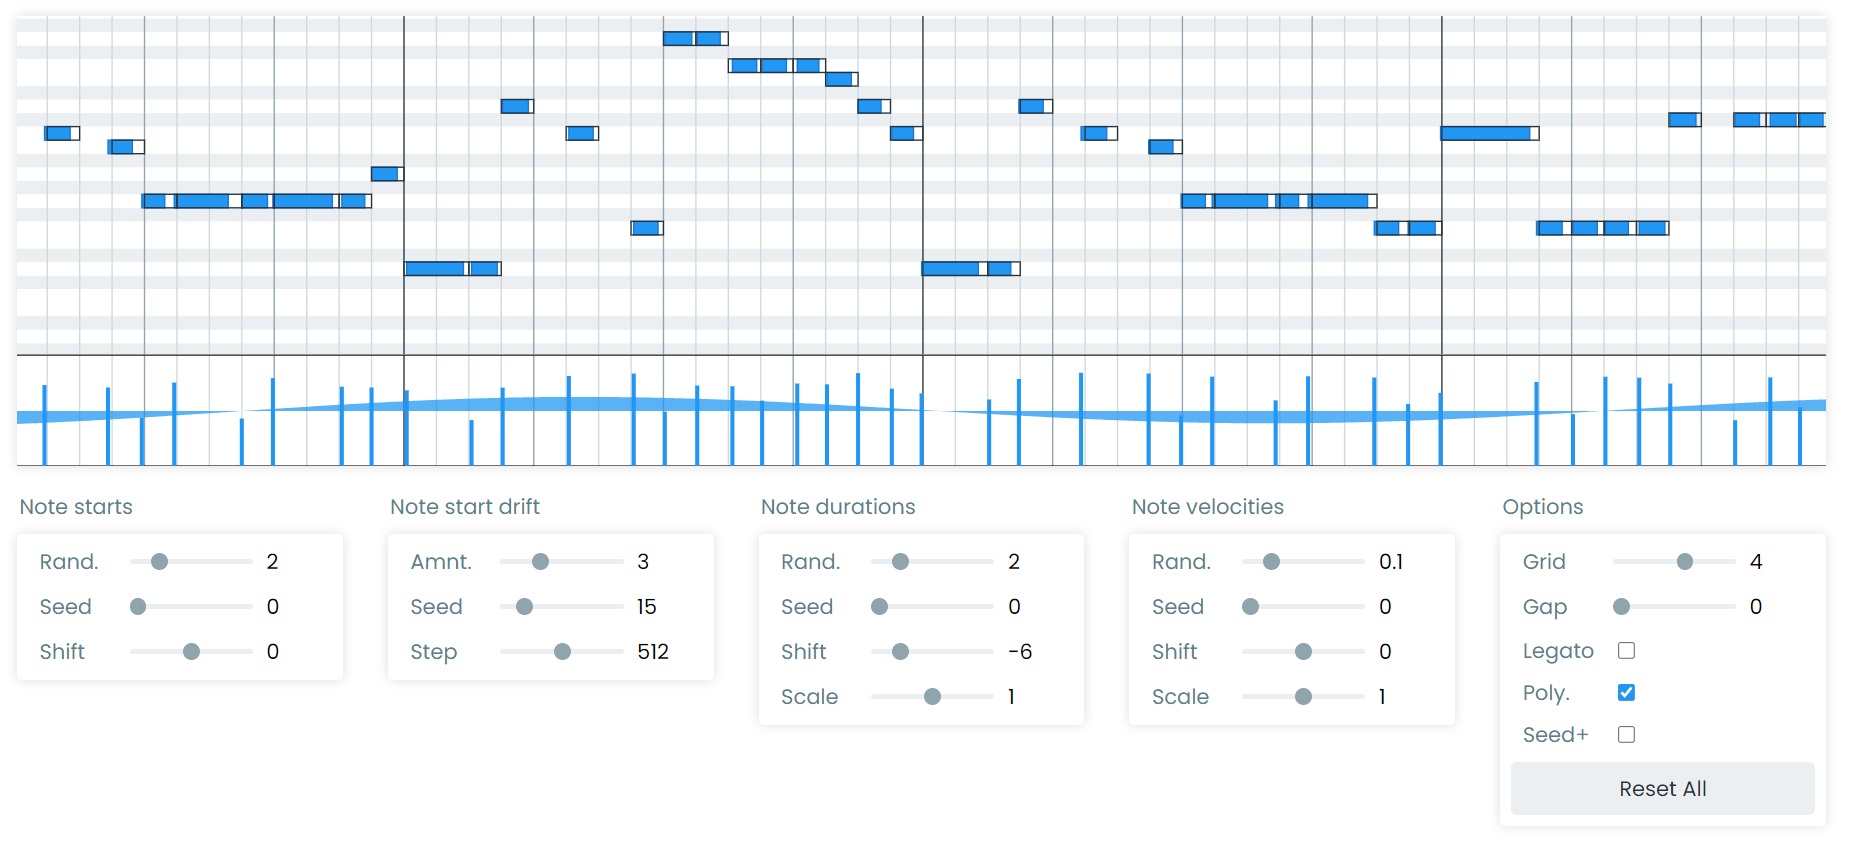 Note starts
Rand. 2
Seed 0
Shift 0
Note start drift
Amnt. 3
Seed 15
Step 512
Note durations
Rand. 2
Seed 0
Shift -6
Scale 1
Note velocities
Rand. 0.1
Seed 0
Shift 0
Scale 1
Options
Grid 4
Gap 0
Legato
Poly.
Seed+
Reset All